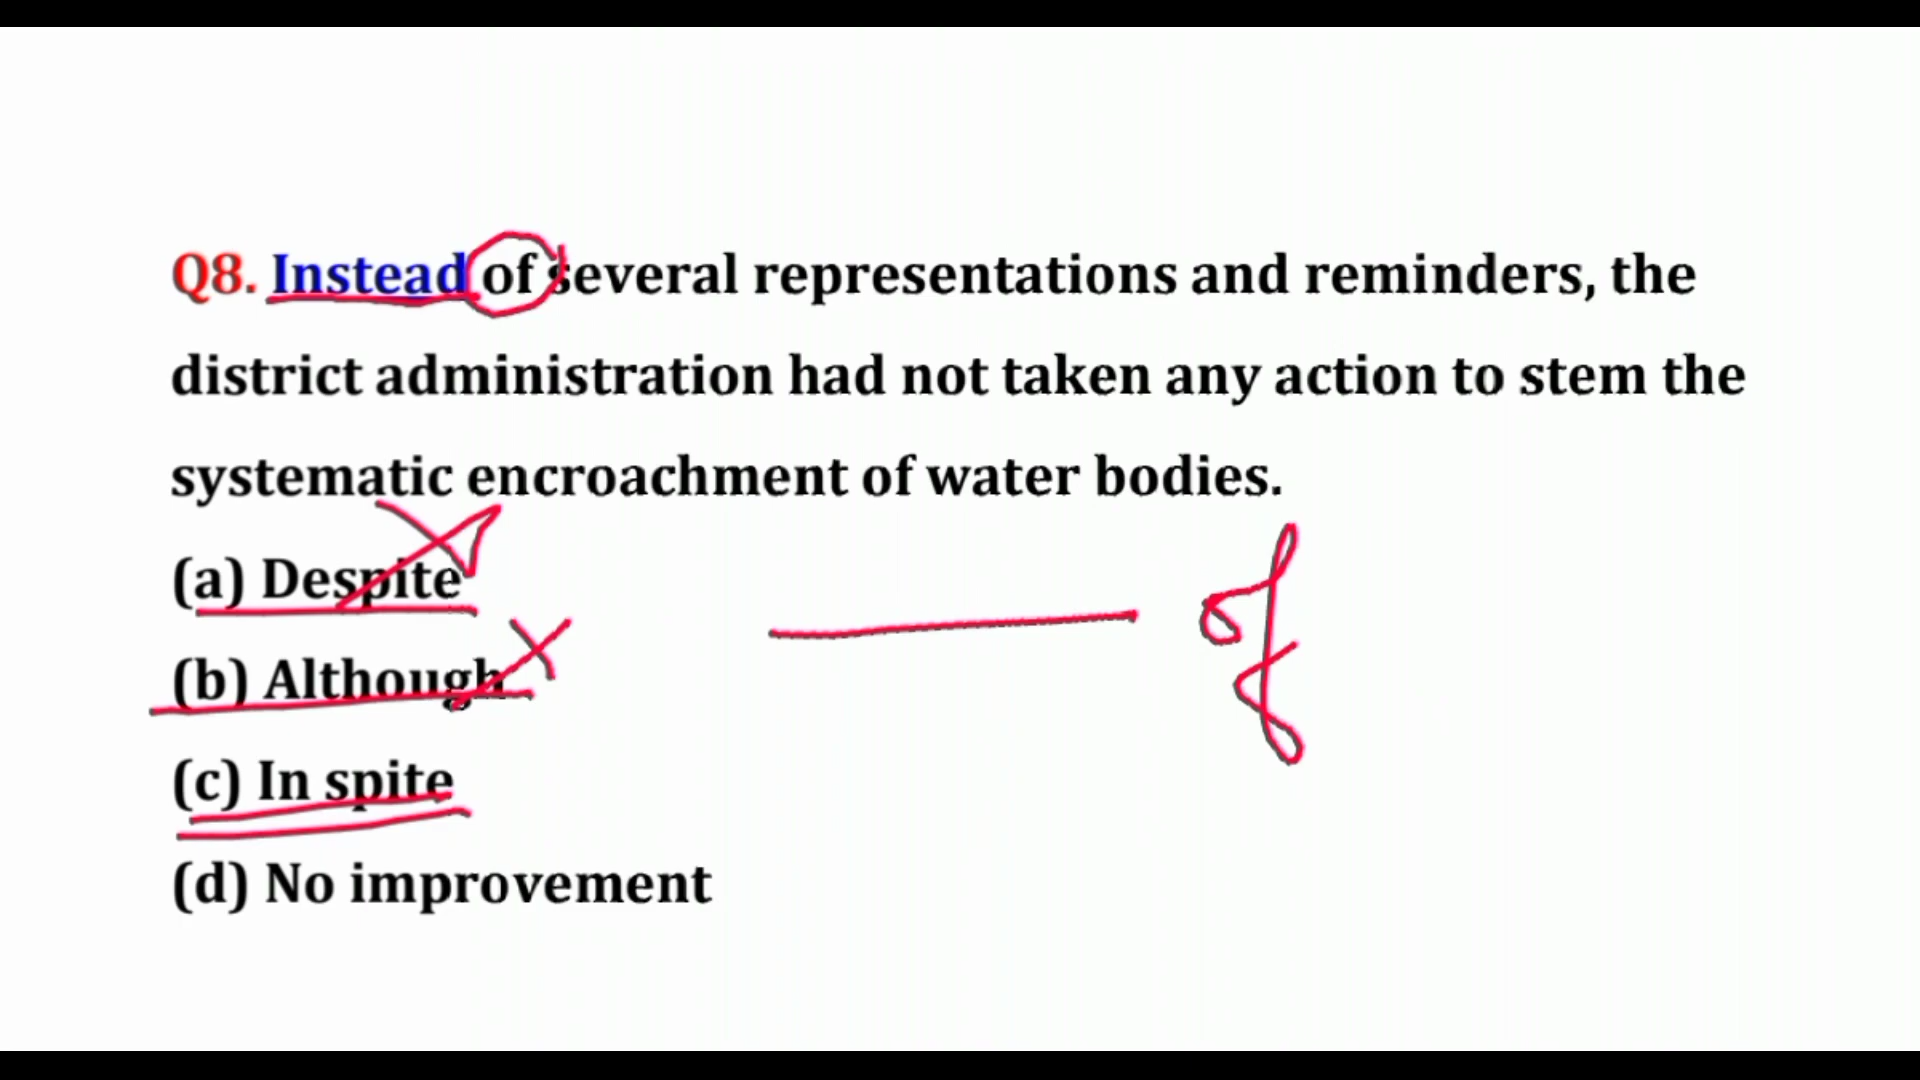 Q8. Instead of several representations and reminders, the
district administration had not taken any action to stem the
systematic encroachment of water bodies.
(a) Despite
of
(b) Although
(c) In spite
(d) No improvement